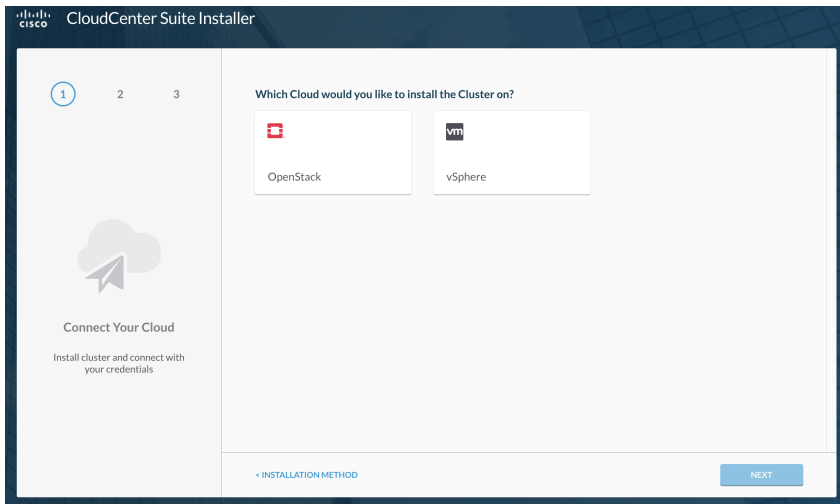 CISCO
CloudCenter Suite Installer
1 2 3
Connect Your Cloud
Install cluster and connect with
your credentials
Which Cloud would you like to install the Cluster on?
OpenStack
vm
vSphere
< INSTALLATION METHOD
NEXT